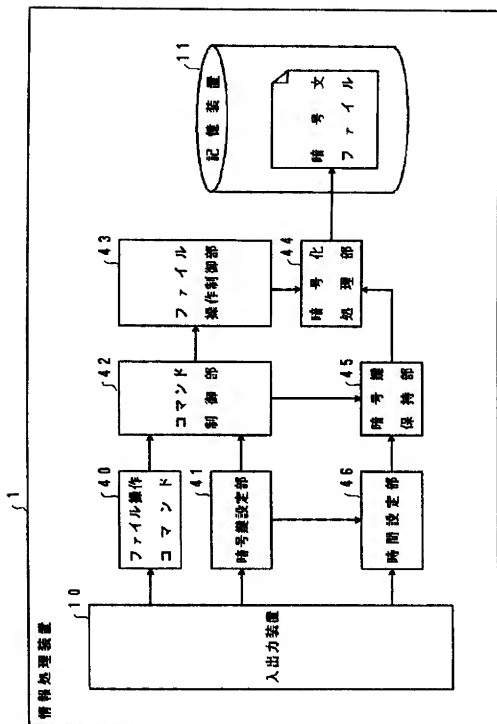 1
情報処理装置
10
入出力装置
40
ファイル操作
コマンド
41
暗号鍵設定部
46
時間設定部
42
コマンド
制御部
45
暗号鍵
保持部
43
ファイル
操作制御部
44
暗号化
処理部
11
記憶装置
暗号文
ファイル